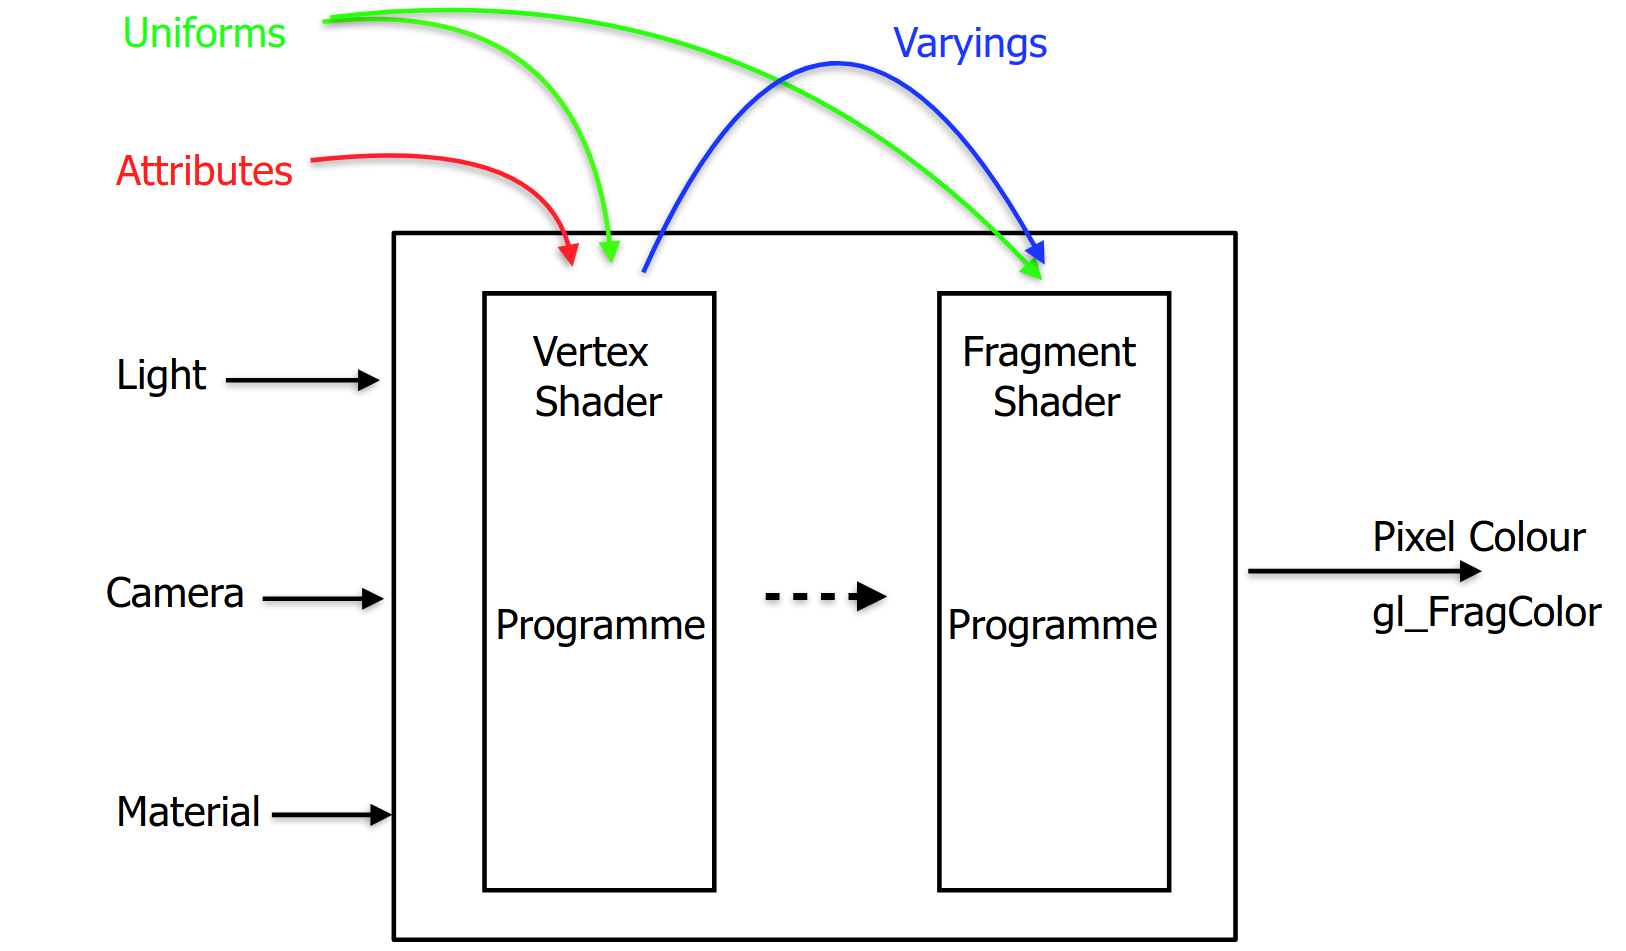 Uniforms
Varyings
Attributes
Vertex
Shader
Fragment
Shader
Light
Pixel Colour
Camera
gl_FragColor
Programme
Programme
Material